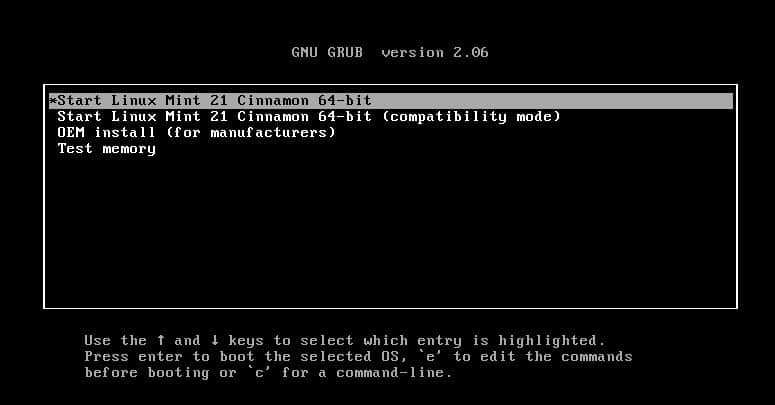 GNU GRUB  version 2.06
*Start Linux Mint 21 Cinnamon 64-bit
Start Linux Mint 21 Cinnamon 64-bit (compatibility mode)
OEM install (for manufacturers)
Test memory
Use the ↑ and ↓ keys to select which entry is highlighted.
Press enter to boot the selected OS, `e' to edit the commands
before booting or `c' for a command-line.